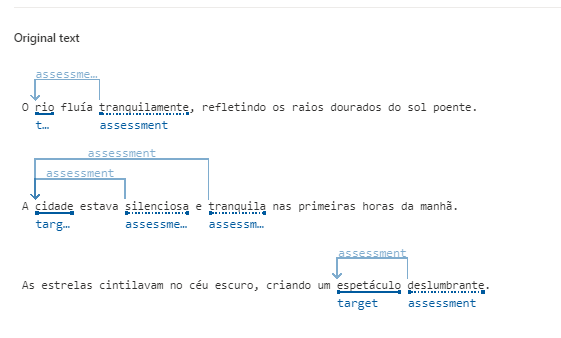 Original text
assessme...
O rio fluía tranquilamente, refletindo os raios dourados do sol poente.
t... assessment
assessment
assessment
A cidade estava silenciosa e tranquila nas primeiras horas da manhã.
targ... assessme... assessm...
assessment
As estrelas cintilavam no céu escuro, criando um espetáculo deslumbrante.
target assessment